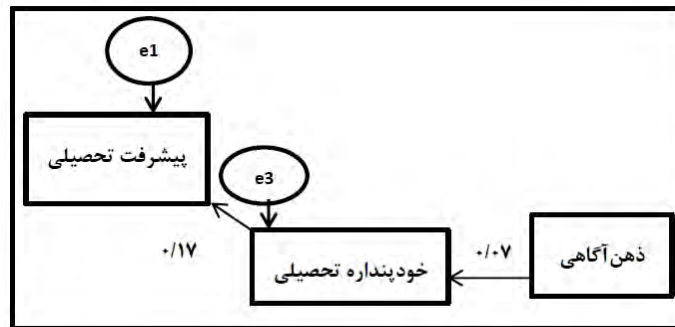 e1
پیشرفت تحصیلی
e3
۰/۱۷
خودپنداره تحصیلی
۰/۰۷
ذهن‌آگاهی